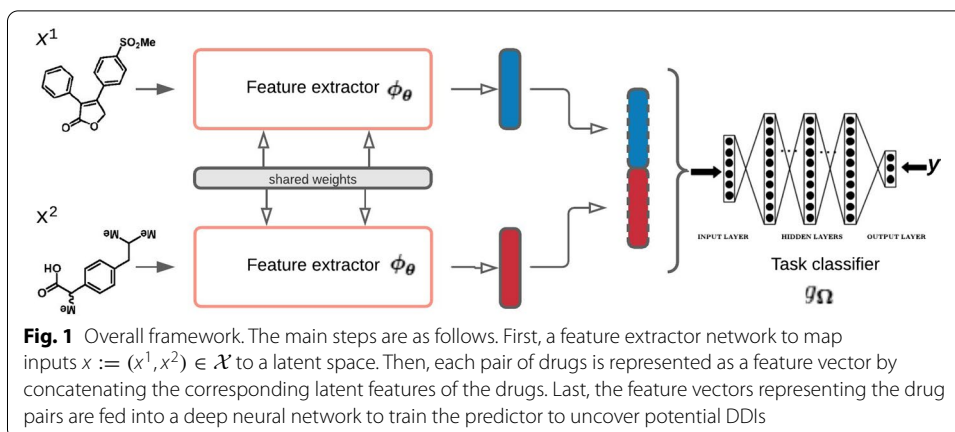 x¹
SO₂Me
O
O
Feature extractor ϕ_θ
shared weights
x²
Me
Me
HO
O
Me
Feature extractor ϕ_θ
y
INPUT LAYER
HIDDEN LAYERS
OUTPUT LAYER
Task classifier
g_Ω
Fig. 1 Overall framework. The main steps are as follows. First, a feature extractor network to map
inputs x := (x¹, x²) ∈ 𝒳 to a latent space. Then, each pair of drugs is represented as a feature vector by
concatenating the corresponding latent features of the drugs. Last, the feature vectors representing the drug
pairs are fed into a deep neural network to train the predictor to uncover potential DDIs